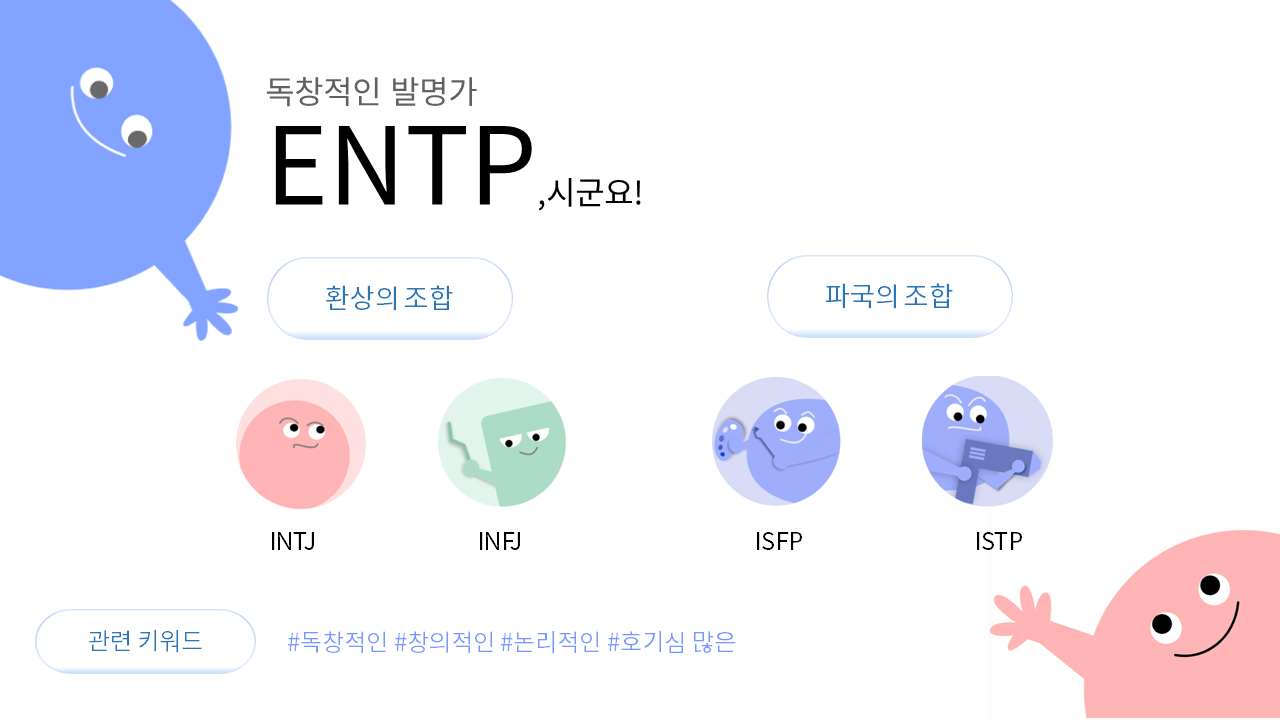 독창적인 발명가
ENTP,시군요!
환상의 조합
파국의 조합
INTJ
INFJ
ISFP
ISTP
관련 키워드
#독창적인 #창의적인 #논리적인 #호기심 많은